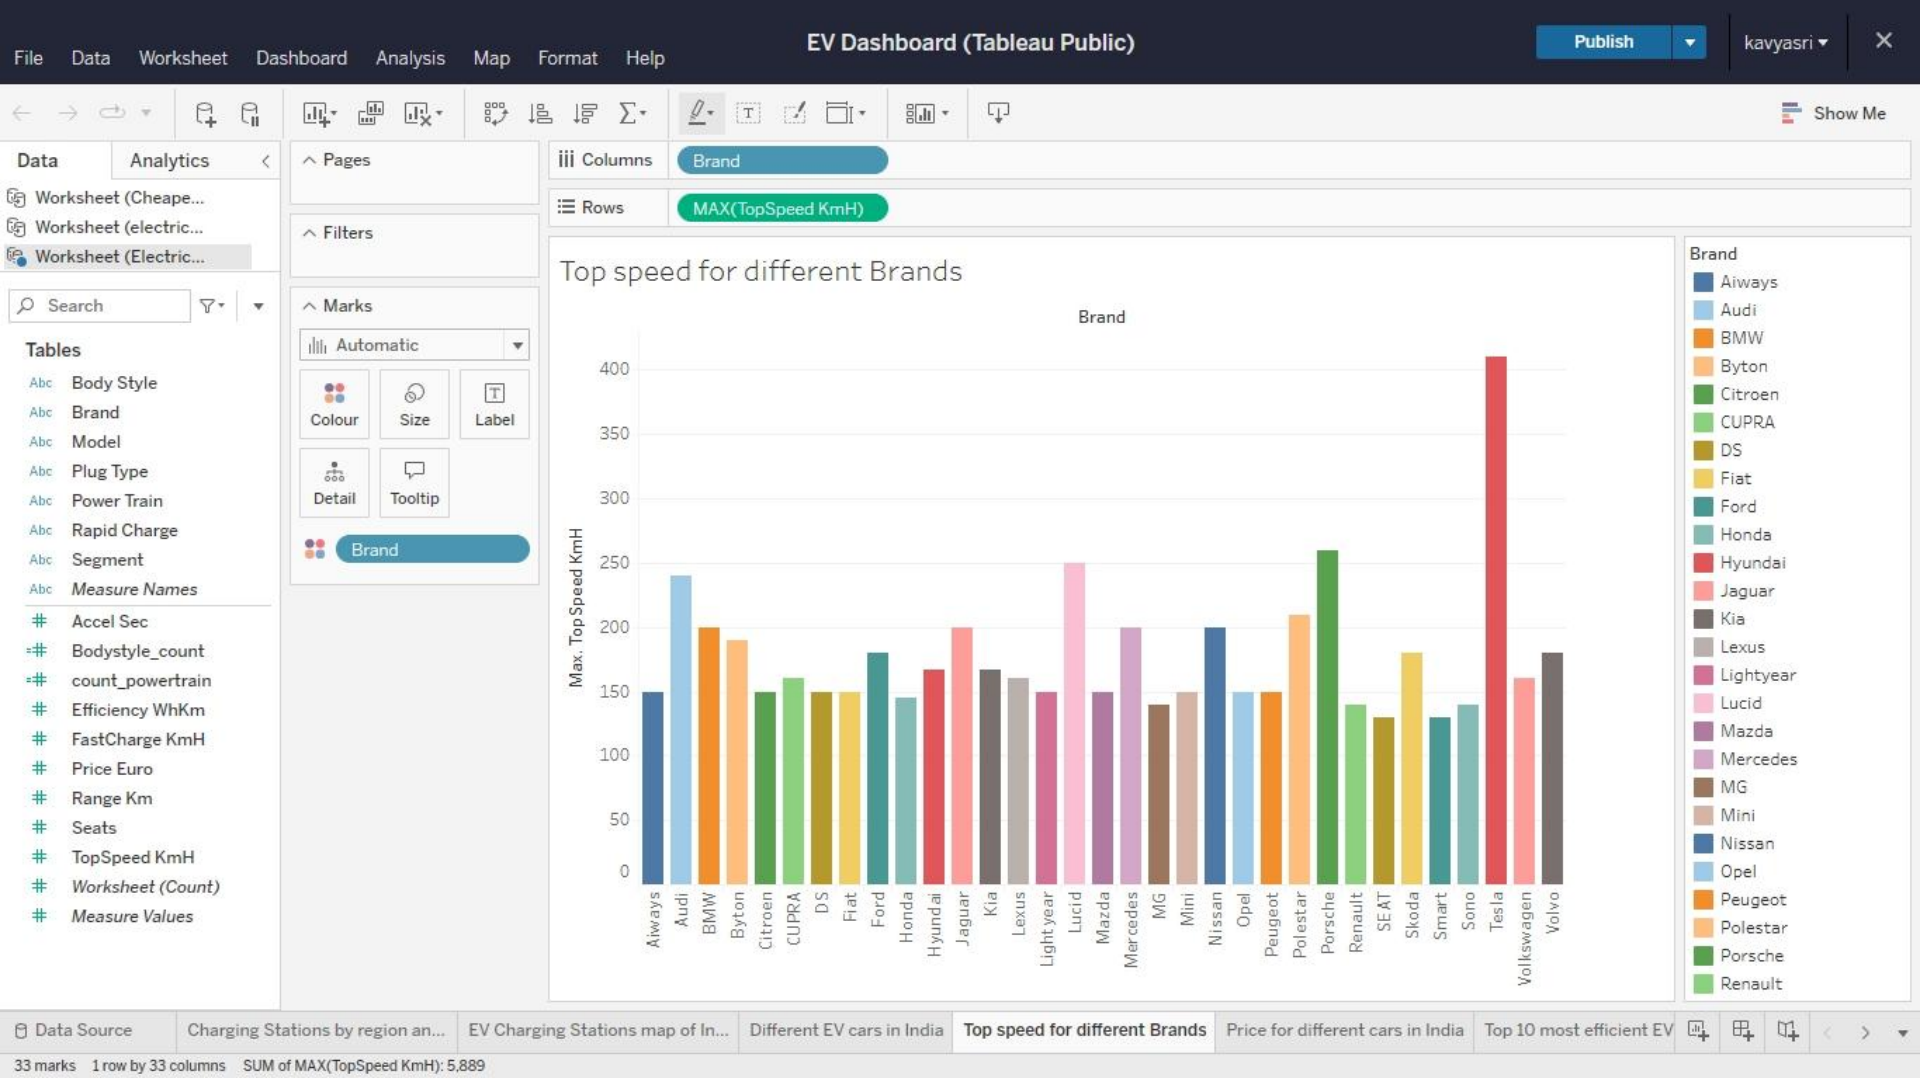 EV Dashboard (Tableau Public)
Publish
kavyasri
File Data Worksheet Dashboard Analysis Map Format Help
Show Me
Data Analytics
Worksheet (Cheape...
Worksheet (electric...
Worksheet (Electric...
Search
Tables
Abc Body Style
Abc Brand
Abc Model
Abc Plug Type
Abc Power Train
Abc Rapid Charge
Abc Segment
Abc Measure Names
# Accel Sec
=# Bodystyle_count
=# count_powertrain
# Efficiency WhKm
# FastCharge KmH
# Price Euro
# Range Km
# Seats
# TopSpeed KmH
# Worksheet (Count)
# Measure Values
Pages
Filters
Marks
Automatic
Colour Size Label
Detail Tooltip
Brand
Columns Brand
Rows MAX(TopSpeed KmH)
Top speed for different Brands
Brand
Max. Top Speed KmH
400
350
300
250
200
150
100
50
0
Aiways
Audi
BMW
Byton
Citroen
CUPRA
DS
Fiat
Ford
Honda
Hyundai
Jaguar
Kia
Lexus
Lightyear
Lucid
Mazda
Mercedes
MG
Mini
Nissan
Opel
Peugeot
Polestar
Porsche
Renault
SEAT
Skoda
Smart
Sono
Tesla
Volkswagen
Volvo
Brand
Aiways
Audi
BMW
Byton
Citroen
CUPRA
DS
Fiat
Ford
Honda
Hyundai
Jaguar
Kia
Lexus
Lightyear
Lucid
Mazda
Mercedes
MG
Mini
Nissan
Opel
Peugeot
Polestar
Porsche
Renault
Data Source Charging Stations by region an... EV Charging Stations map of In... Different EV cars in India Top speed for different Brands Price for different cars in India Top 10 most efficient EV
33 marks 1 row by 33 columns SUM of MAX(TopSpeed KmH): 5,889